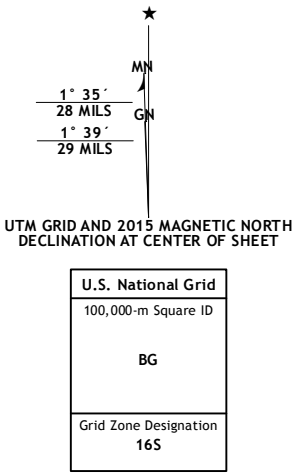 ★
MN
1° 35´
28 MILS
GN
1° 39´
29 MILS
UTM GRID AND 2015 MAGNETIC NORTH
DECLINATION AT CENTER OF SHEET
U.S. National Grid
100,000-m Square ID
BG
Grid Zone Designation
16S